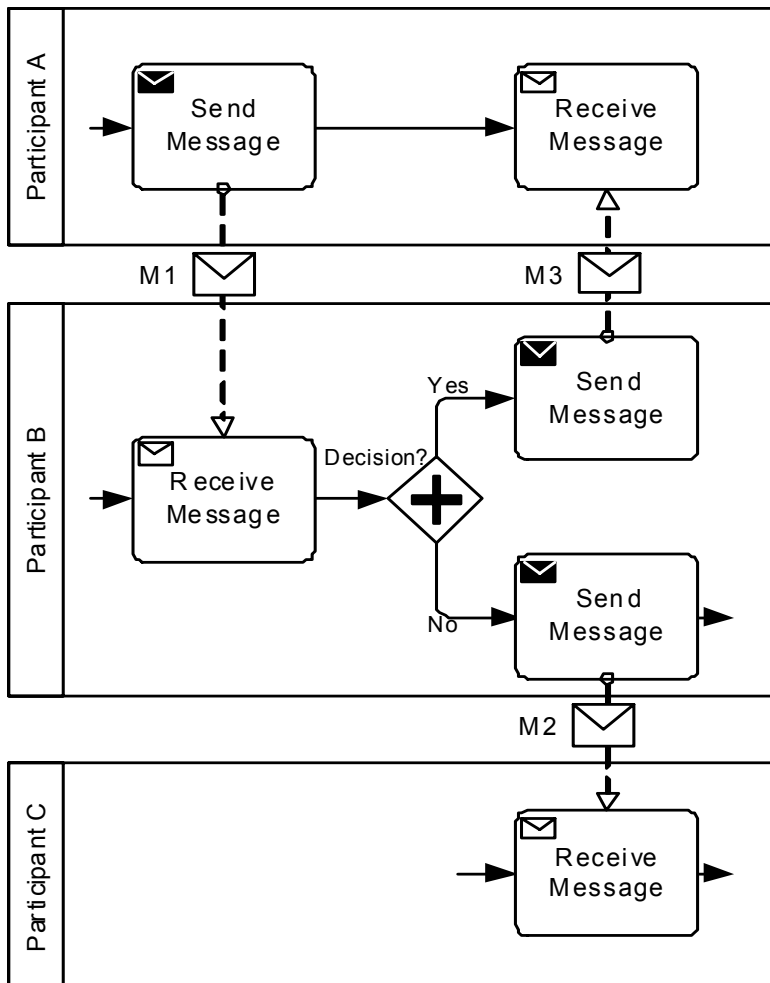 Participant A
Send
Message
Receive
Message
M1
M3
Participant B
Receive
Message
Decision?
Yes
No
Send
Message
Send
Message
M2
Participant C
Receive
Message